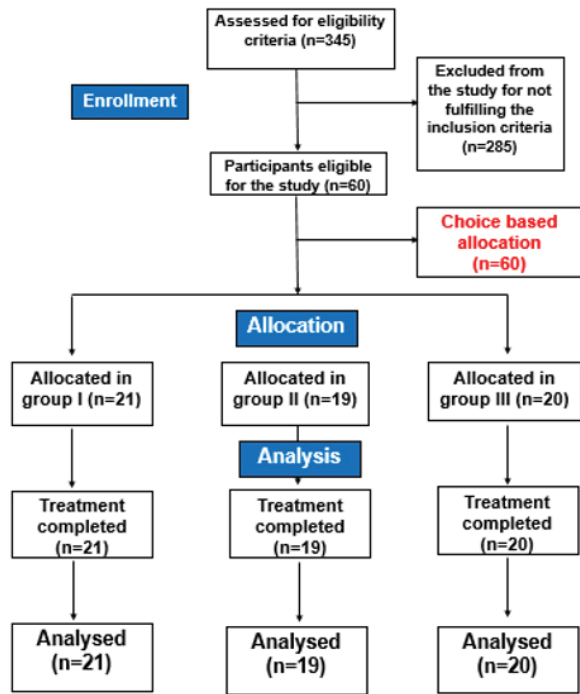 Assessed for eligibility
criteria (n=345)
Enrollment
Excluded from
the study for not
fulfilling the
inclusion criteria
(n=285)
Participants eligible
for the study (n=60)
Choice based
allocation
(n=60)
Allocation
Allocated in
group I (n=21)
Allocated in
group II (n=19)
Allocated in
group III (n=20)
Analysis
Treatment
completed
(n=21)
Treatment
completed
(n=19)
Treatment
completed
(n=20)
Analysed
(n=21)
Analysed
(n=19)
Analysed
(n=20)